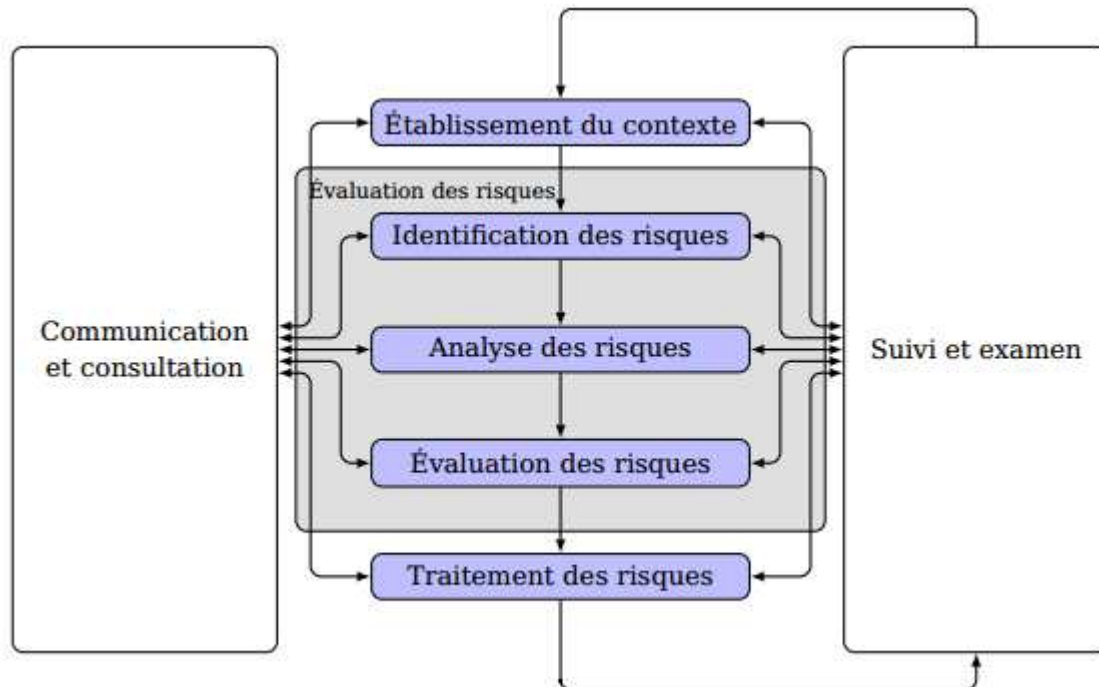 Établissement du contexte
Évaluation des risques
Identification des risques
Communication
et consultation
Analyse des risques
Suivi et examen
Évaluation des risques
Traitement des risques